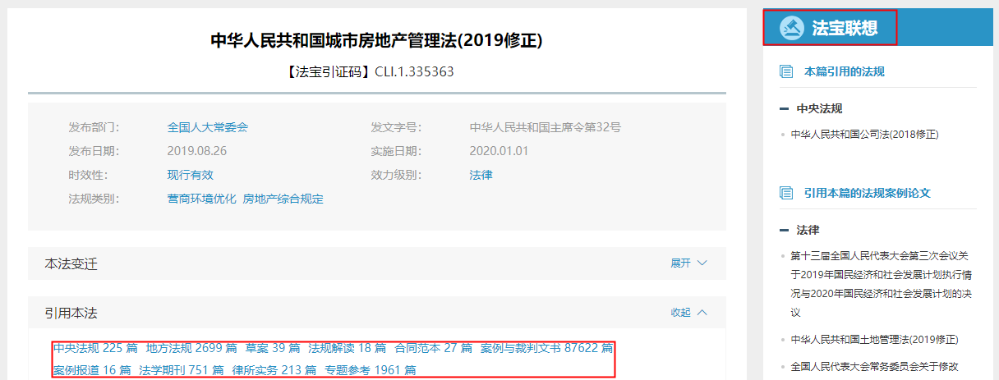 中华人民共和国城市房地产管理法(2019修正)
【法宝引证码】CLI.1.335363
发布部门： 全国人大常委会 发文字号： 中华人民共和国主席令第32号
发布日期： 2019.08.26 实施日期： 2020.01.01
时效性： 现行有效 效力级别： 法律
法规类别： 营商环境优化 房地产综合规定
本法变迁 展开
引用本法 收起
中央法规 225 篇 地方法规 2699 篇 草案 39 篇 法规解读 18 篇 合同范本 27 篇 案例与裁判文书 87622 篇
案例报道 16 篇 法学期刊 751 篇 律所实务 213 篇 专题参考 1961 篇
法宝联想
本篇引用的法规
中央法规
中华人民共和国公司法(2018修正)
引用本篇的法规案例论文
法律
第十三届全国人民代表大会第三次会议关
于2019年国民经济和社会发展计划执行情
况与2020年国民经济和社会发展计划的决
议
中华人民共和国土地管理法(2019修正)
全国人民代表大会常务委员会关于修改